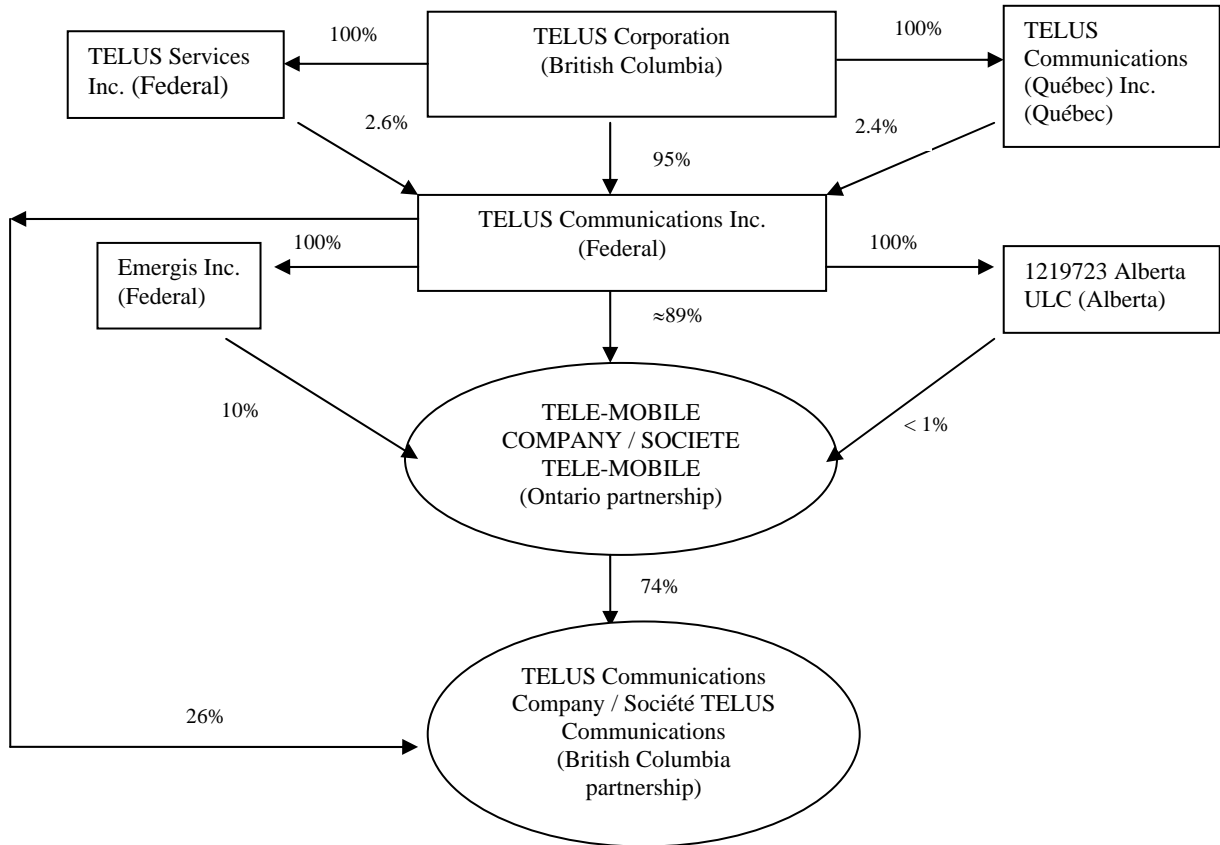 100%
TELUS Corporation
(British Columbia)
100%
TELUS Services
Inc. (Federal)
TELUS
Communications
(Québec) Inc.
(Québec)
2.6%
95%
2.4%
TELUS Communications Inc.
(Federal)
100%
100%
Emergis Inc.
(Federal)
1219723 Alberta
ULC (Alberta)
≈89%
10%
< 1%
TELE-MOBILE
COMPANY / SOCIETE
TELE-MOBILE
(Ontario partnership)
74%
26%
TELUS Communications
Company / Société TELUS
Communications
(British Columbia
partnership)